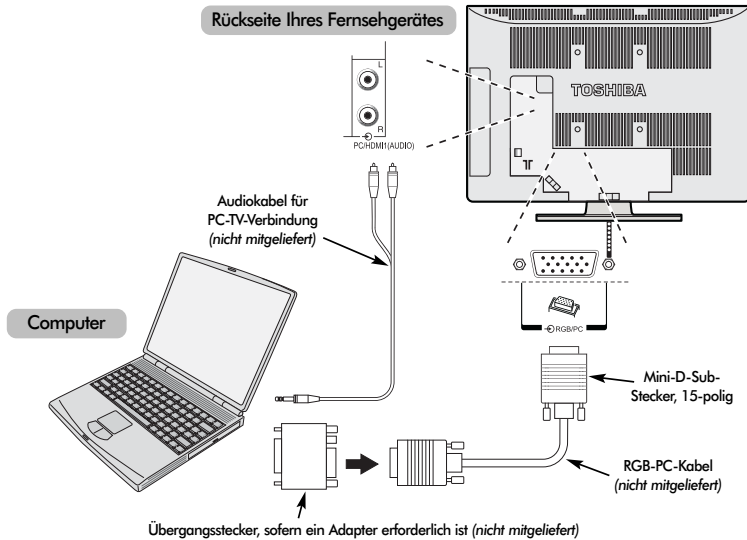 Rückseite Ihres Fernsehgerätes
L
R
PC/HDMI1(AUDIO)
TOSHIBA
Audiokabel für
PC-TV-Verbindung
(nicht mitgeliefert)
Computer
RGB/PC
Mini-D-Sub-
Stecker, 15-polig
RGB-PC-Kabel
(nicht mitgeliefert)
Übergangsstecker, sofern ein Adapter erforderlich ist (nicht mitgeliefert)